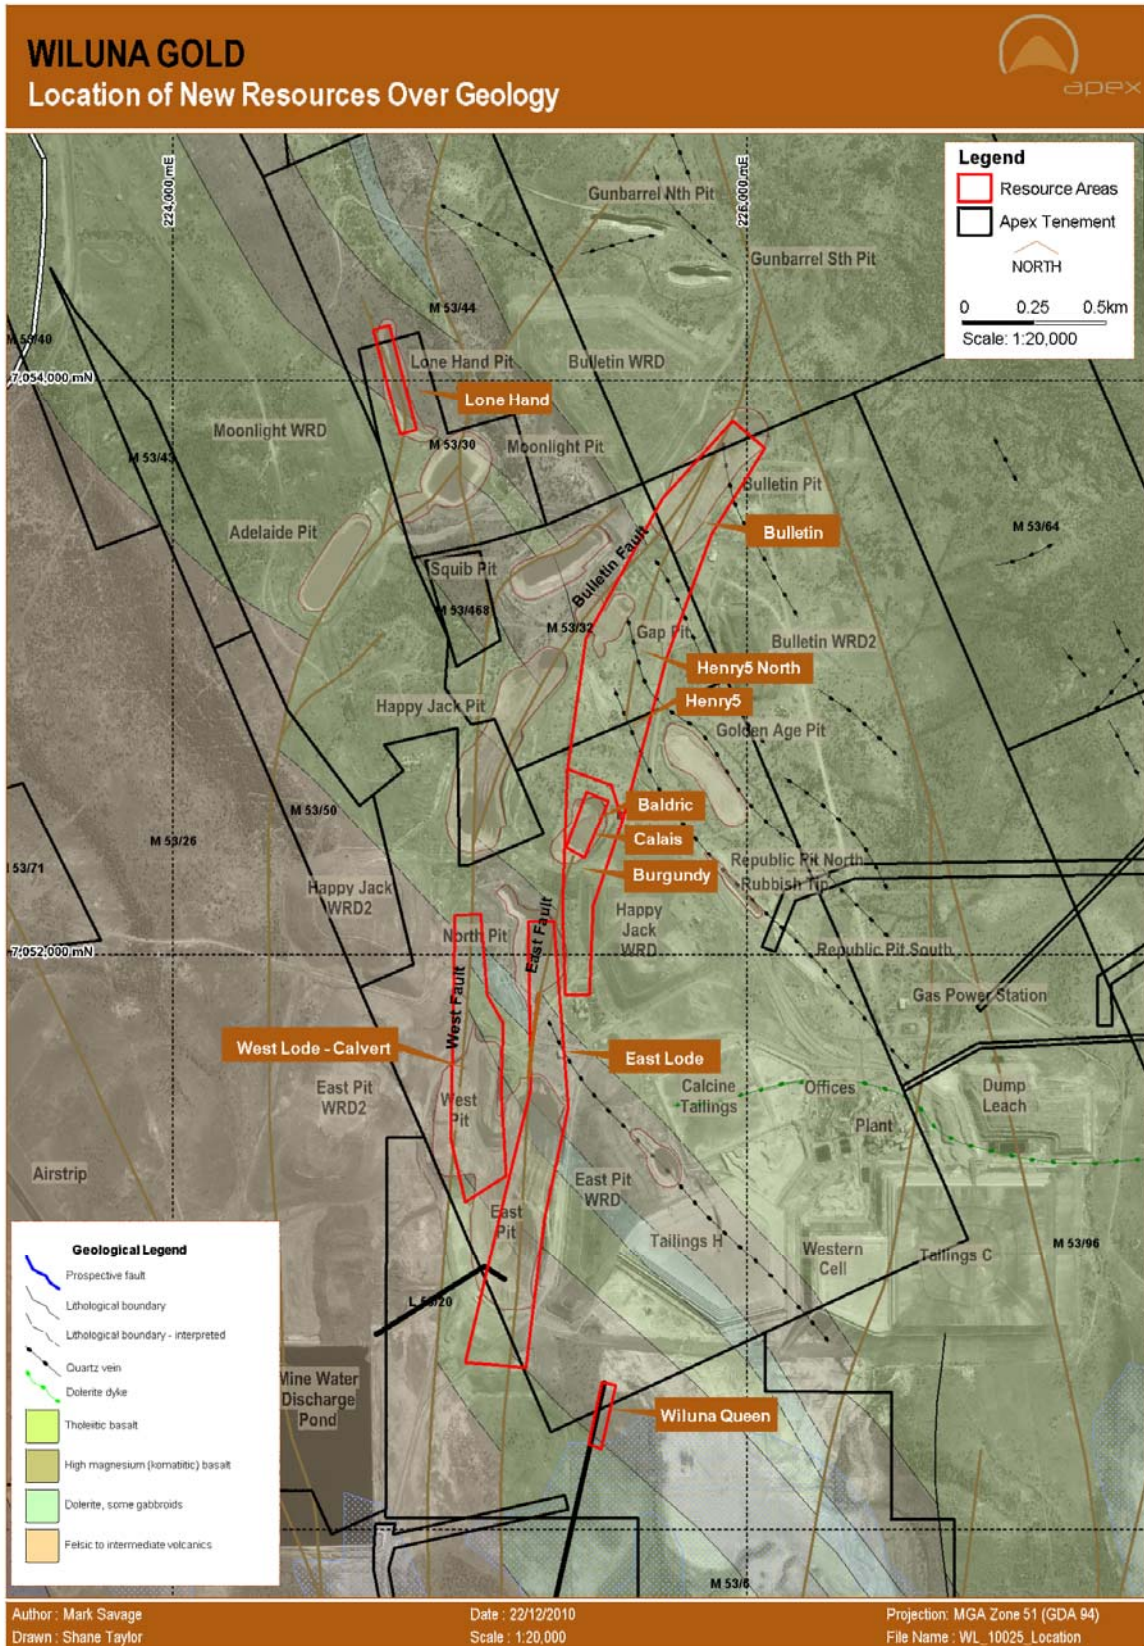 WILUNA GOLD
Location of New Resources Over Geology
apex
224,000 mE
226,000 mE
Legend
Resource Areas
Apex Tenement
NORTH
0 0.25 0.5km
Scale: 1:20,000
Gunbarrel Nth Pit
Gunbarrel Sth Pit
M 53/44
M 53/40
Lone Hand Pit
Bulletin WRD
7,054,000 mN
Lone Hand
Moonlight WRD
M 53/30
Moonlight Pit
M 53/43
Bulletin Pit
Adelaide Pit
Bulletin
M 53/64
Squib Pit
Bulletin Fault
M 53/468
M 53/32
Gap Pit
Bulletin WRD2
Henry5 North
Happy Jack Pit
Henry5
Golden Age Pit
Baldric
M 53/50
M 53/26
Calais
53/71
Republic Pit North
Burgundy
Rubbish Tip
Happy Jack
WRD2
Happy
Jack
WRD
North Pit
East Fault
7,052,000 mN
Republic Pit South
West Fault
Gas Power Station
West Lode - Calvert
East Lode
East Pit
WRD2
West
Pit
Calcine
Tailings
Offices
Dump
Leach
Plant
Airstrip
East Pit
WRD
East
Pit
Tailings H
Western
Cell
Tailings C
M 53/96
L 53/20
Geological Legend
Prospective fault
Lithological boundary
Lithological boundary - interpreted
Quartz vein
Dolerite dyke
Tholeiitic basalt
High magnesium (komatiitic) basalt
Dolerite, some gabbroids
Felsic to intermediate volcanics
Mine Water
Discharge
Pond
Wiluna Queen
M 53/6
Author : Mark Savage
Date : 22/12/2010
Projection: MGA Zone 51 (GDA 94)
Drawn : Shane Taylor
Scale : 1:20,000
File Name : WL_10025_Location